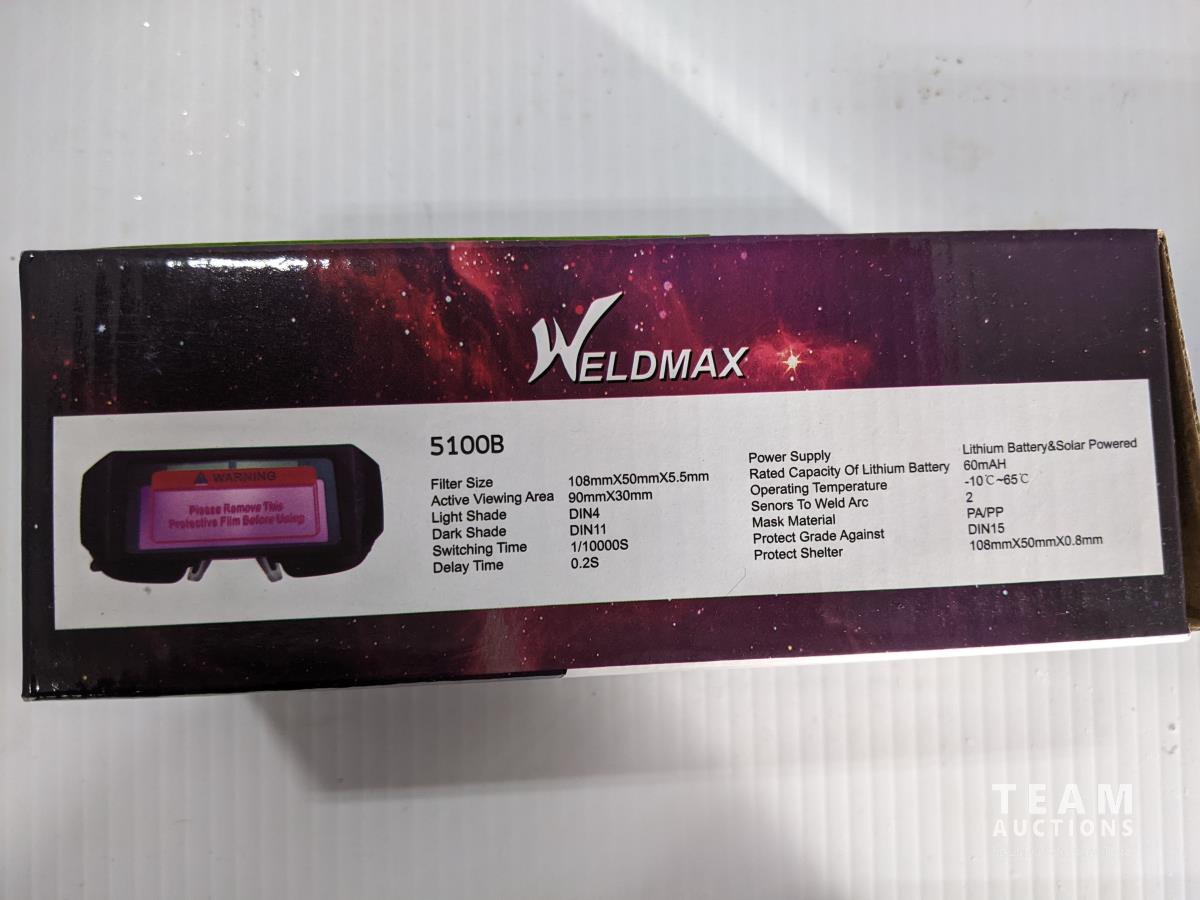 WELDMAX
WARNING
Please Remove This
Protective Film Before Using
5100B
Filter Size 108mmX50mmX5.5mm
Active Viewing Area 90mmX30mm
Light Shade DIN4
Dark Shade DIN11
Switching Time 1/10000S
Delay Time 0.2S
Power Supply Lithium Battery&Solar Powered
Rated Capacity Of Lithium Battery 60mAH
Operating Temperature -10℃~65℃
Senors To Weld Arc 2
Mask Material PA/PP
Protect Grade Against DIN15
Protect Shelter 108mmX50mmX0.8mm
TEAM
AUCTIONS